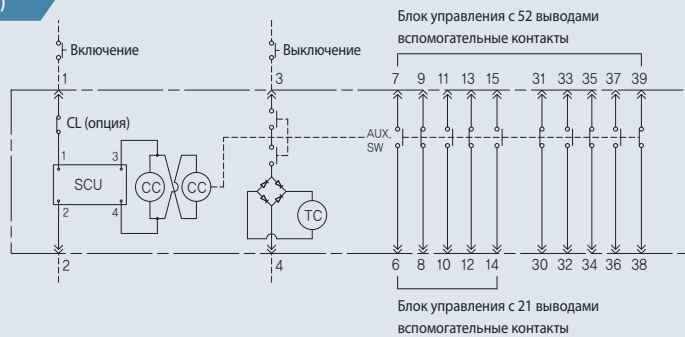 )
Блок управления с 52 выводами
вспомогательные контакты
Включение
Выключение
1 3 7 9 11 13 15 31 33 35 37 39
CL (опция)
AUX.
SW
1 3
SCU CC CC
2 4
TC
2 4 6 8 10 12 14 30 32 34 36 38
Блок управления с 21 выводами
вспомогательные контакты